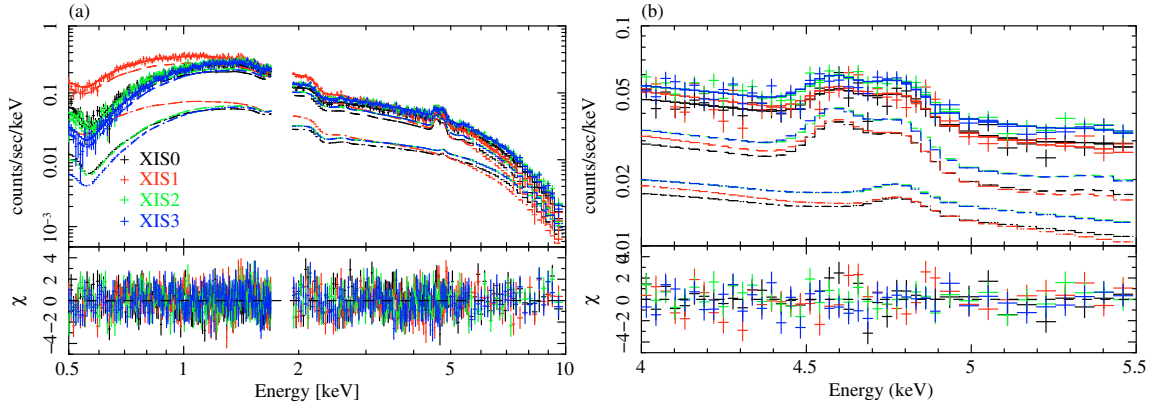 (a)
counts/sec/keV
1
0.1
0.01
10⁻³
XIS0
XIS1
XIS2
XIS3
χ
4
2
0
−2
−4
0.5
1
2
5
10
Energy [keV]
(b)
counts/sec/keV
0.1
0.05
0.02
0.01
χ
4
2
0
−2
−4
4
4.5
5
5.5
Energy (keV)